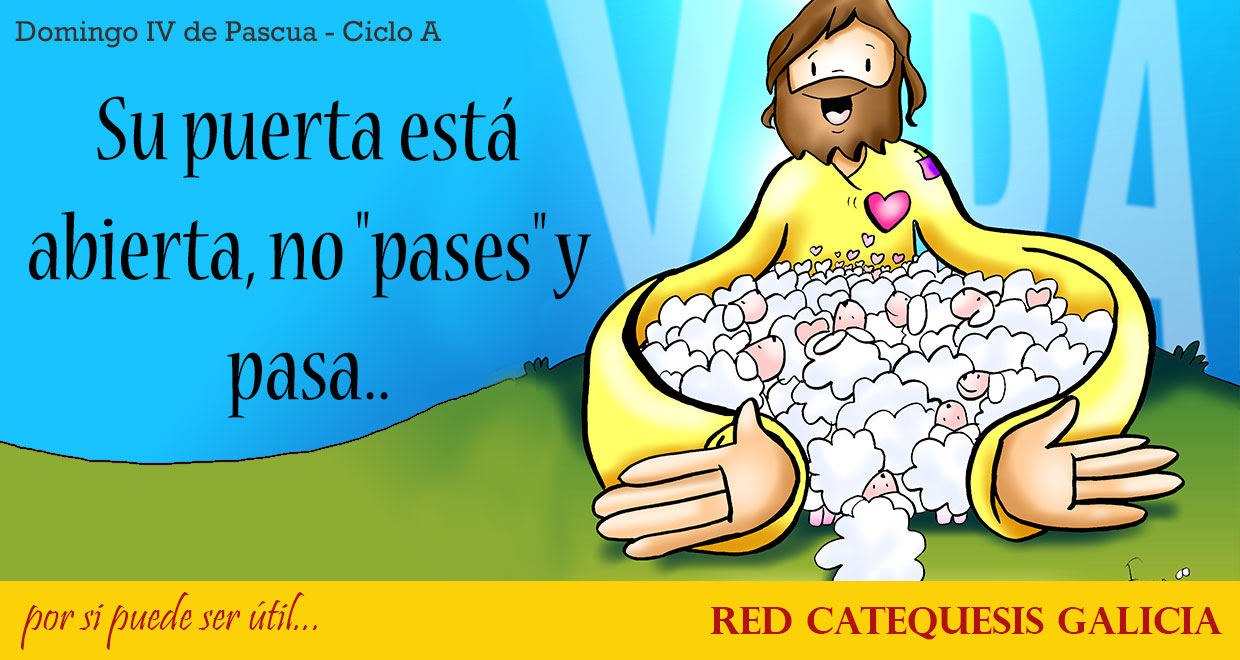 Domingo IV de Pascua - Ciclo A
VIDA
Su puerta está
abierta, no "pases" y
pasa..
por si puede ser útil...
RED CATEQUESIS GALICIA